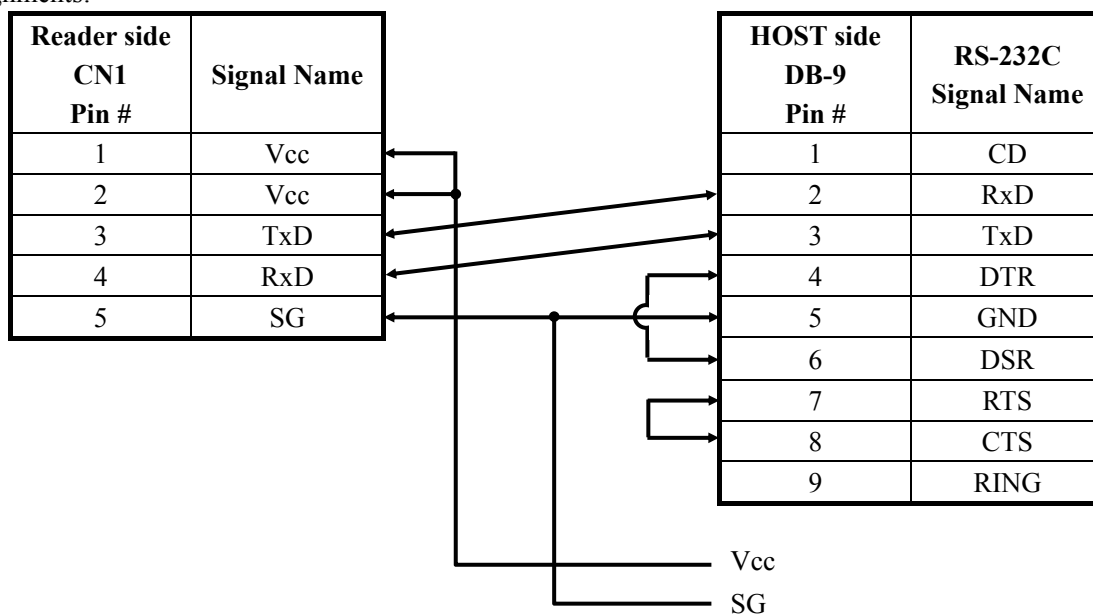 Reader side CN1 Pin # Signal Name
1 Vcc
2 Vcc
3 TxD
4 RxD
5 SG
HOST side DB-9 Pin # RS-232C Signal Name
1 CD
2 RxD
3 TxD
4 DTR
5 GND
6 DSR
7 RTS
8 CTS
9 RING
Vcc
SG